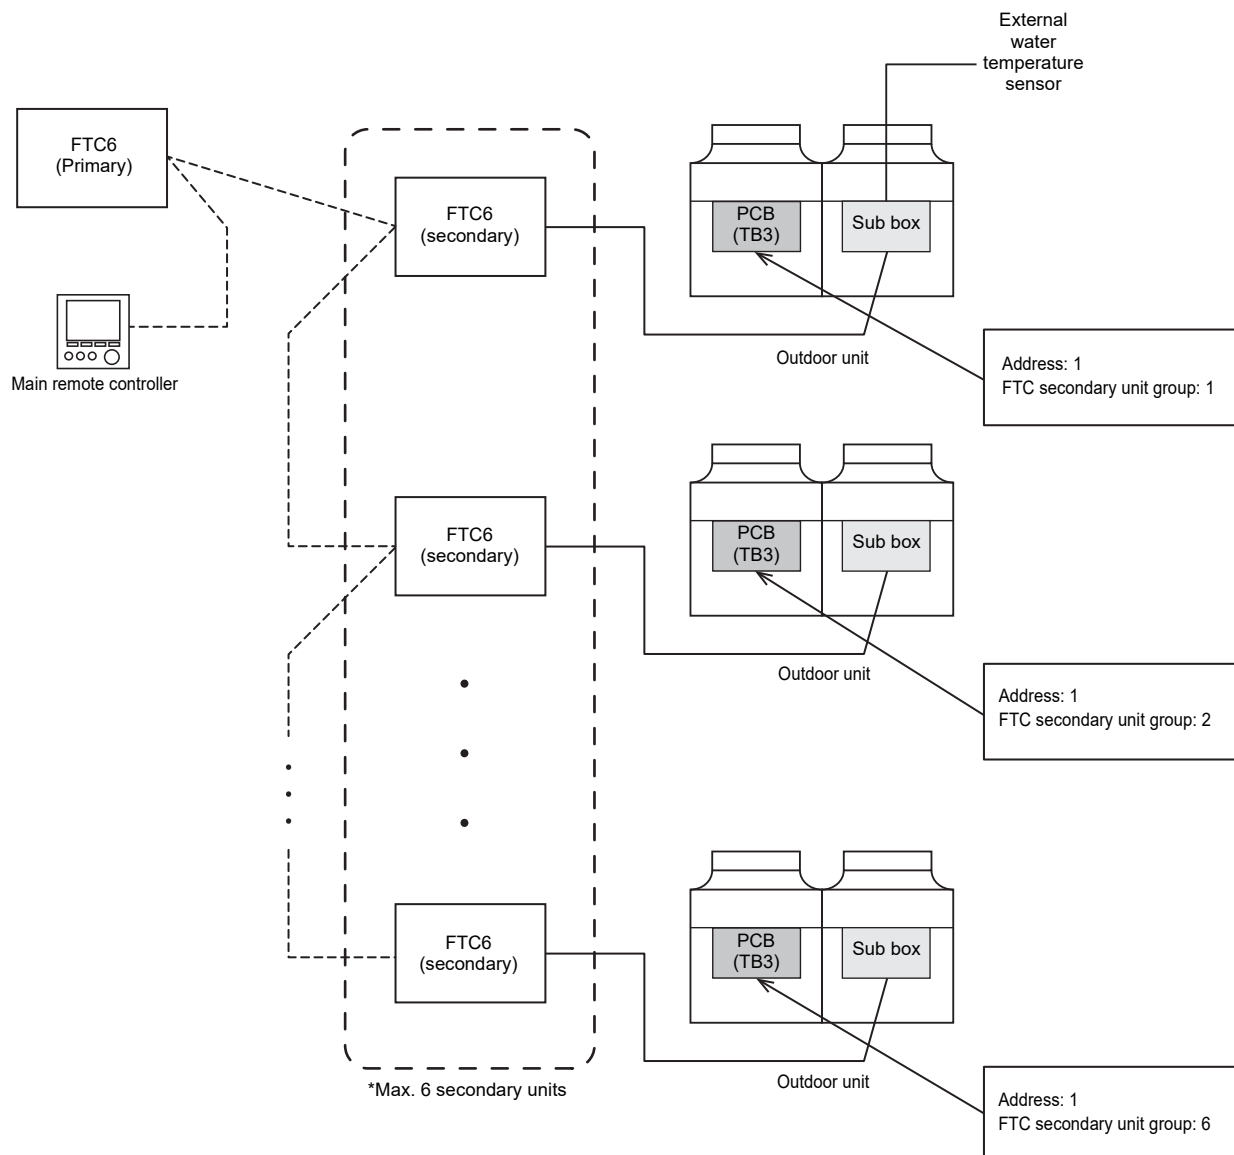 External
water
temperature
sensor
FTC6
(Primary)
FTC6
(secondary)
PCB
(TB3)
Sub box
Main remote controller
Outdoor unit
Address: 1
FTC secondary unit group: 1
FTC6
(secondary)
PCB
(TB3)
Sub box
Outdoor unit
Address: 1
FTC secondary unit group: 2
FTC6
(secondary)
PCB
(TB3)
Sub box
*Max. 6 secondary units
Outdoor unit
Address: 1
FTC secondary unit group: 6